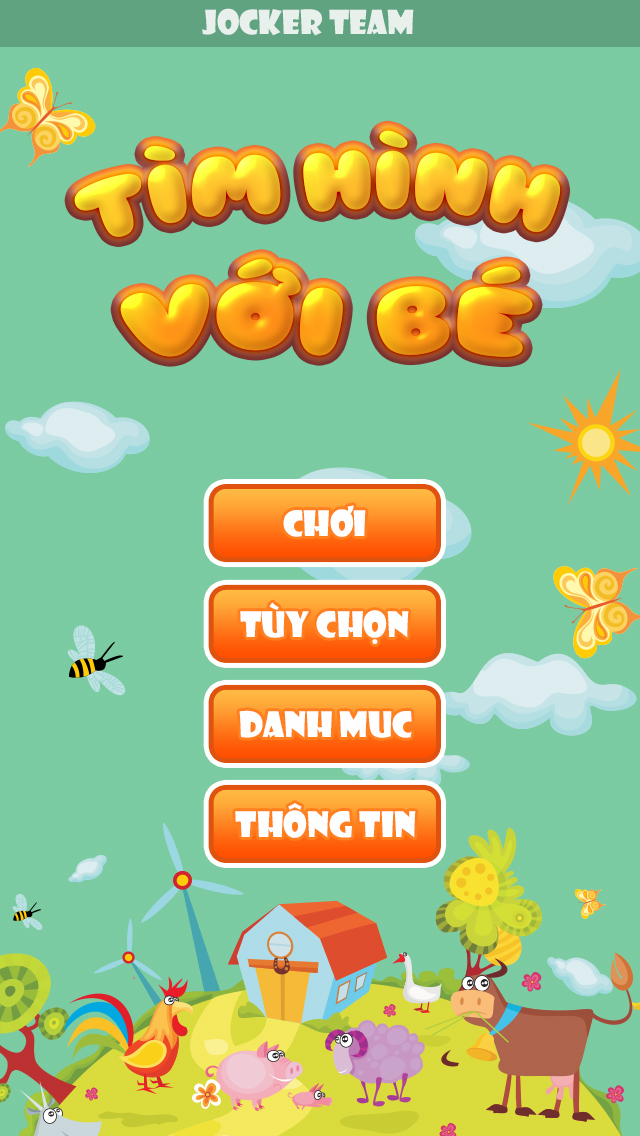 JOCKER TEAM
TÌM HÌNH
VỚI BÉ
CHƠI
TÙY CHỌN
DANH MUC
THÔNG TIN